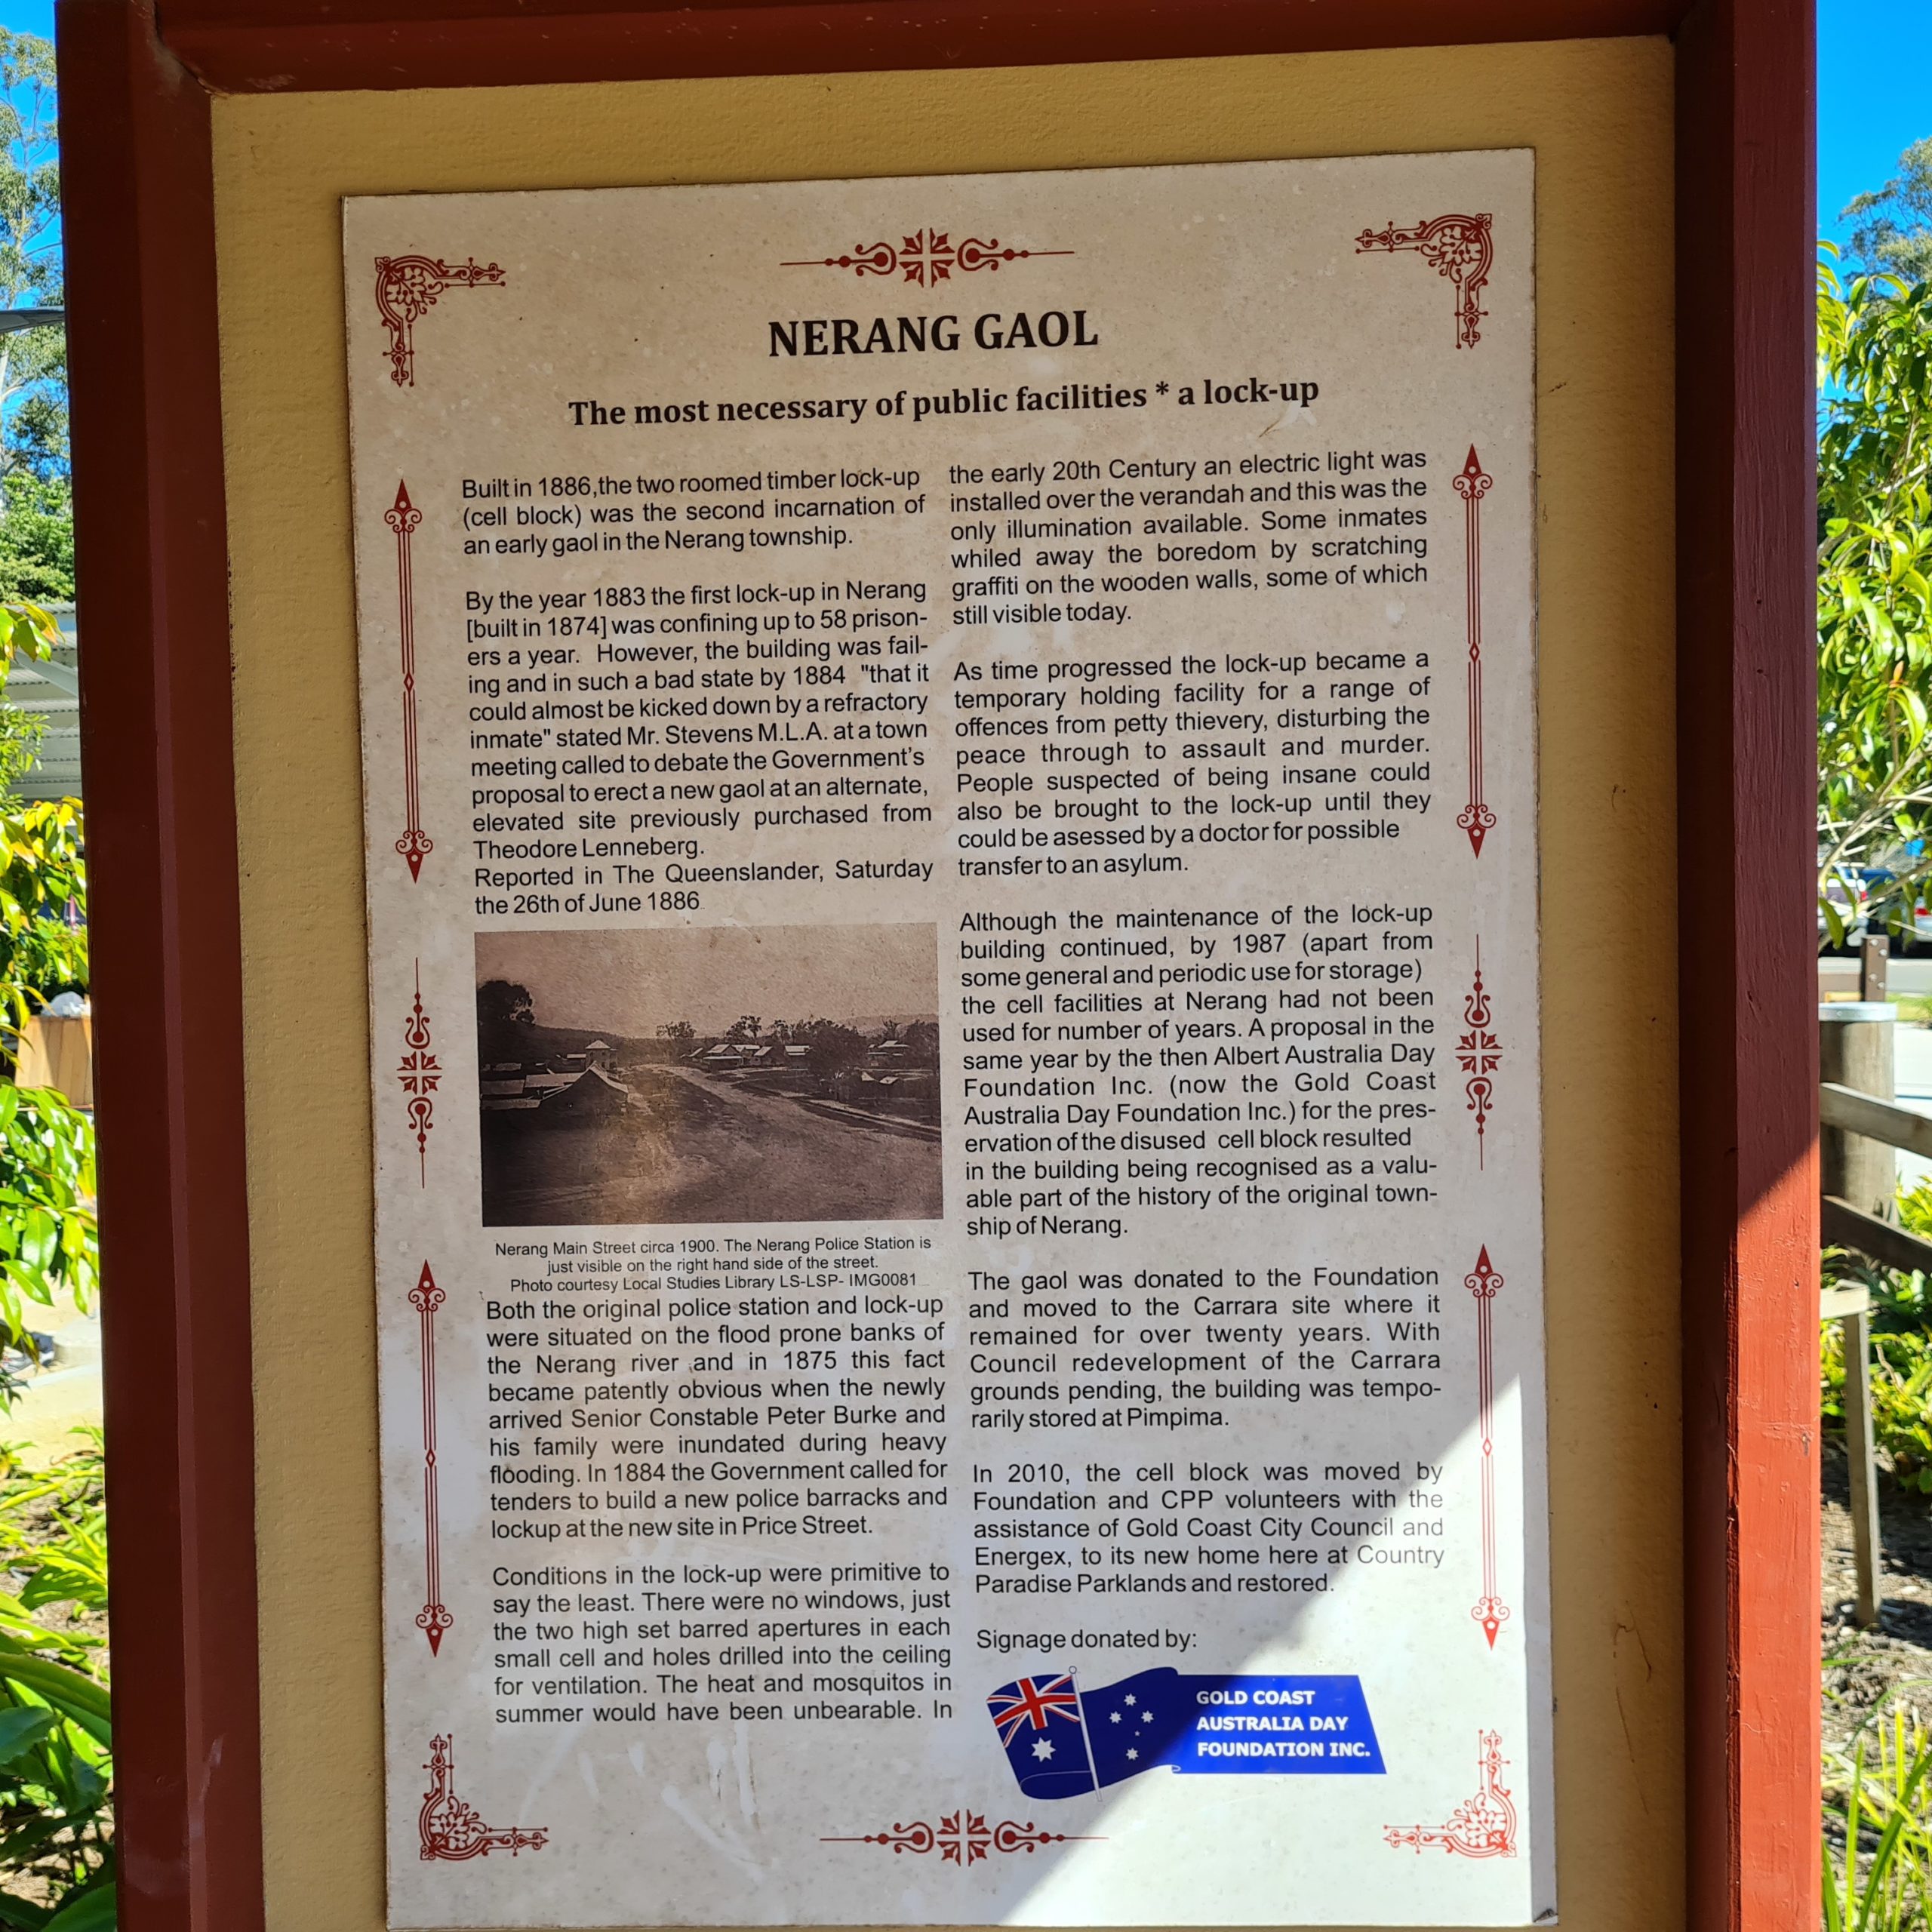 NERANG GAOL
The most necessary of public facilities * a lock-up
Built in 1886,the two roomed timber lock-up
(cell block) was the second incarnation of
an early gaol in the Nerang township.
By the year 1883 the first lock-up in Nerang
[built in 1874] was confining up to 58 prison-
ers a year. However, the building was fail-
ing and in such a bad state by 1884 "that it
could almost be kicked down by a refractory
inmate" stated Mr. Stevens M.L.A. at a town
meeting called to debate the Government's
proposal to erect a new gaol at an alternate,
elevated site previously purchased from
Theodore Lenneberg.
Reported in The Queenslander, Saturday
the 26th of June 1886
Nerang Main Street circa 1900. The Nerang Police Station is
just visible on the right hand side of the street.
Photo courtesy Local Studies Library LS-LSP- IMG0081
Both the original police station and lock-up
were situated on the flood prone banks of
the Nerang river and in 1875 this fact
became patently obvious when the newly
arrived Senior Constable Peter Burke and
his family were inundated during heavy
flooding. In 1884 the Government called for
tenders to build a new police barracks and
lockup at the new site in Price Street.
Conditions in the lock-up were primitive to
say the least. There were no windows, just
the two high set barred apertures in each
small cell and holes drilled into the ceiling
for ventilation. The heat and mosquitos in
summer would have been unbearable. In
the early 20th Century an electric light was
installed over the verandah and this was the
only illumination available. Some inmates
whiled away the boredom by scratching
graffiti on the wooden walls, some of which
still visible today.
As time progressed the lock-up became a
temporary holding facility for a range of
offences from petty thievery, disturbing the
peace through to assault and murder.
People suspected of being insane could
also be brought to the lock-up until they
could be asessed by a doctor for possible
transfer to an asylum.
Although the maintenance of the lock-up
building continued, by 1987 (apart from
some general and periodic use for storage)
the cell facilities at Nerang had not been
used for number of years. A proposal in the
same year by the then Albert Australia Day
Foundation Inc. (now the Gold Coast
Australia Day Foundation Inc.) for the pres-
ervation of the disused cell block resulted
in the building being recognised as a valu-
able part of the history of the original town-
ship of Nerang.
The gaol was donated to the Foundation
and moved to the Carrara site where it
remained for over twenty years. With
Council redevelopment of the Carrara
grounds pending, the building was tempo-
rarily stored at Pimpima.
In 2010, the cell block was moved by
Foundation and CPP volunteers with the
assistance of Gold Coast City Council and
Energex, to its new home here at Country
Paradise Parklands and restored.
Signage donated by:
GOLD COAST
AUSTRALIA DAY
FOUNDATION INC.